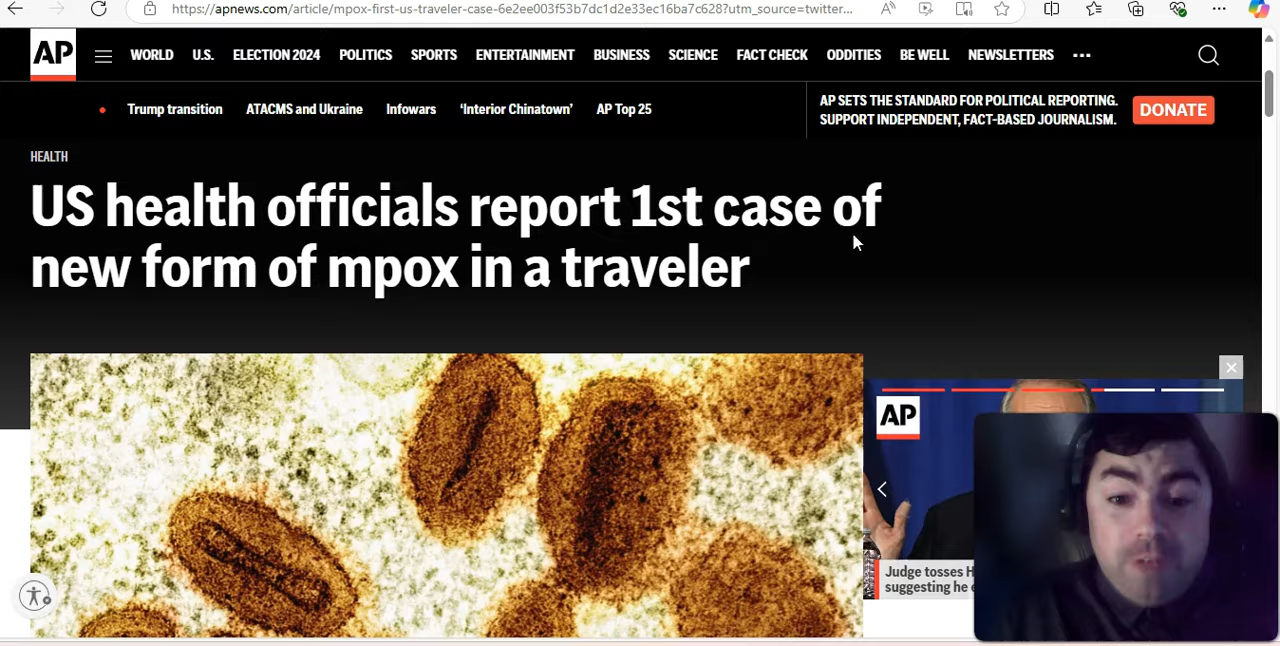 https://apnews.com/article/mpox-first-us-traveler-case-6e2ee003f53b7dc1d2e33ec16ba7c628?utm_source=twitter...
AP
WORLD U.S. ELECTION 2024 POLITICS SPORTS ENTERTAINMENT BUSINESS SCIENCE FACT CHECK ODDITIES BE WELL NEWSLETTERS
Trump transition ATACMS and Ukraine Infowars ‘Interior Chinatown’ AP Top 25
AP SETS THE STANDARD FOR POLITICAL REPORTING.
SUPPORT INDEPENDENT, FACT-BASED JOURNALISM.
DONATE
HEALTH
US health officials report 1st case of
new form of mpox in a traveler
AP
Judge tosses H
suggesting he